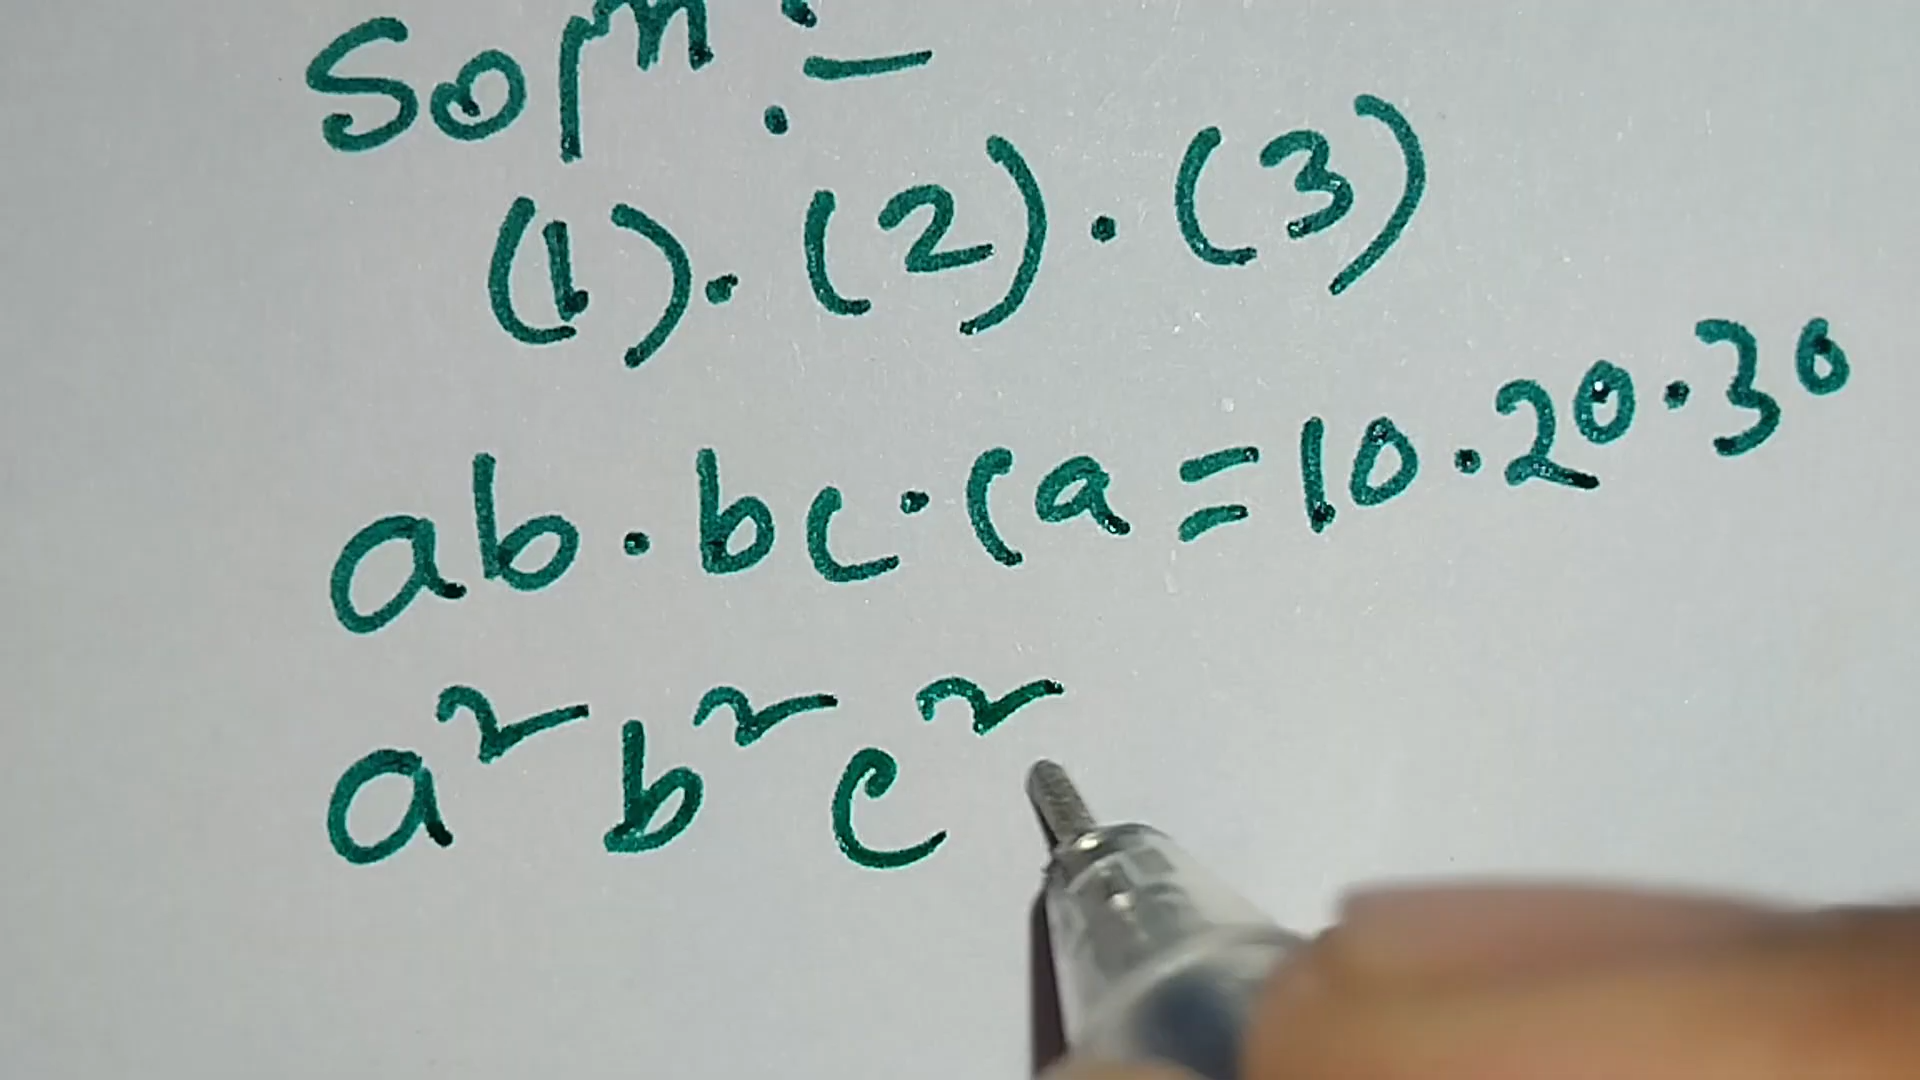 Solⁿ :-
(1).(2).(3)
ab.bc.ca=10.20.30
a²b²c²